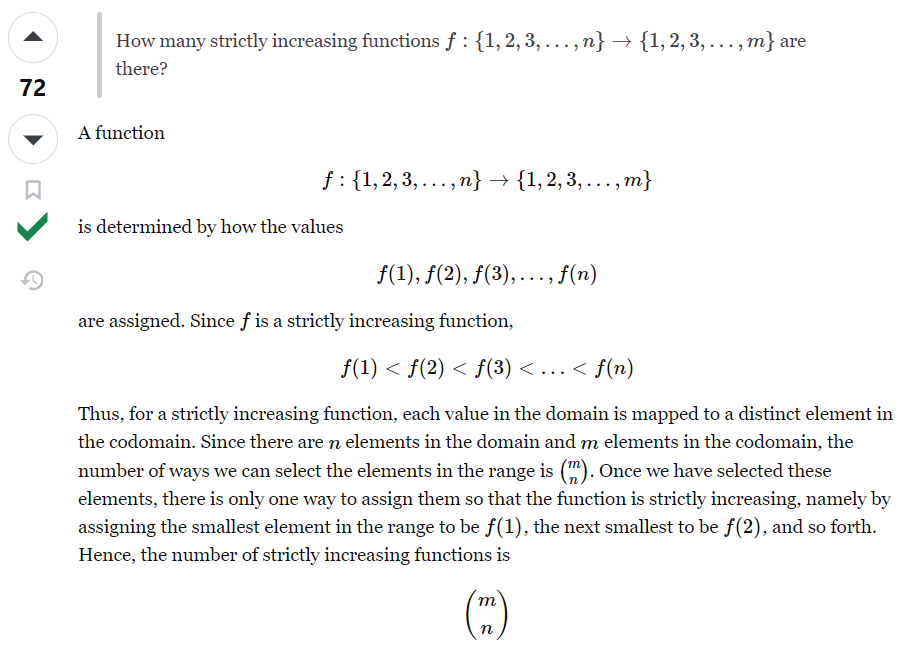 How many strictly increasing functions f : {1, 2, 3, . . . , n} → {1, 2, 3, . . . , m} are
there?
72
A function
f : {1, 2, 3, . . . , n} → {1, 2, 3, . . . , m}
is determined by how the values
f(1), f(2), f(3), . . . , f(n)
are assigned. Since f is a strictly increasing function,
f(1) < f(2) < f(3) < . . . < f(n)
Thus, for a strictly increasing function, each value in the domain is mapped to a distinct element in
the codomain. Since there are n elements in the domain and m elements in the codomain, the
number of ways we can select the elements in the range is (m n). Once we have selected these
elements, there is only one way to assign them so that the function is strictly increasing, namely by
assigning the smallest element in the range to be f(1), the next smallest to be f(2), and so forth.
Hence, the number of strictly increasing functions is
(m
n)